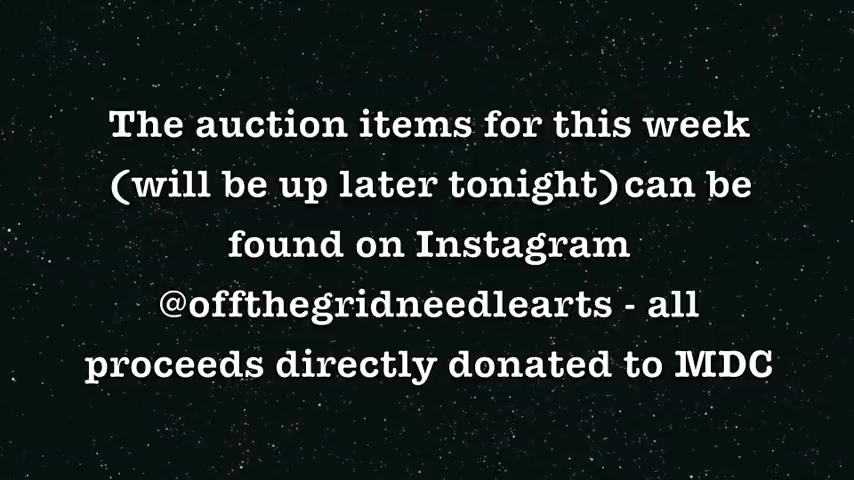 The auction items for this week
(will be up later tonight)can be
found on Instagram
@offthegridneedlearts - all
proceeds directly donated to MDC